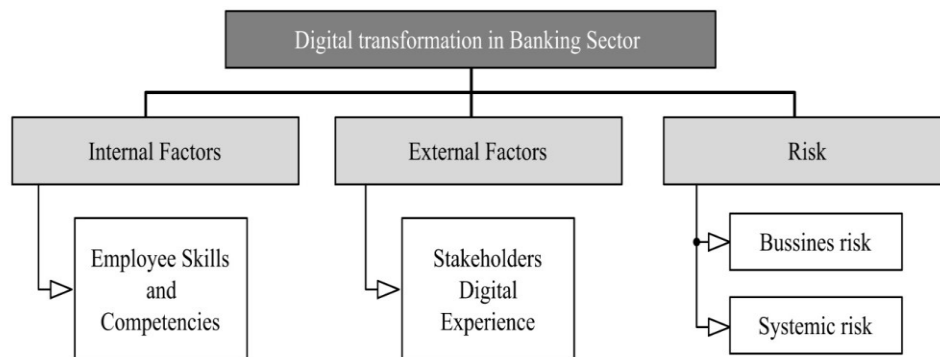 Digital transformation in Banking Sector
Internal Factors
External Factors
Risk
Employee Skills
and
Competencies
Stakeholders
Digital
Experience
Bussines risk
Systemic risk